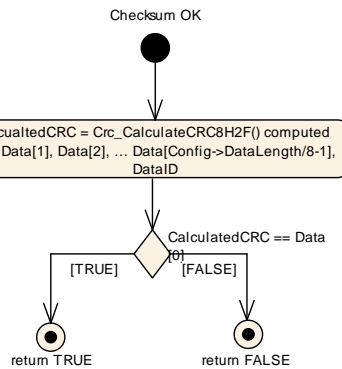 Checksum OK
cualtedCRC = Crc_CalculateCRC8H2F() computed
Data[1], Data[2], ... Data[Config->DataLength/8-1],
DataID
CalculatedCRC == Data
[0]
[TRUE]
[FALSE]
return TRUE
return FALSE